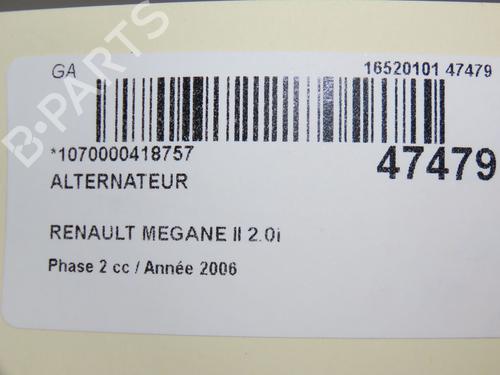 GA
16520101 47479
*1070000418757
47479
ALTERNATEUR
RENAULT MEGANE II 2.0i
Phase 2 cc / Année 2006
B-PARTS